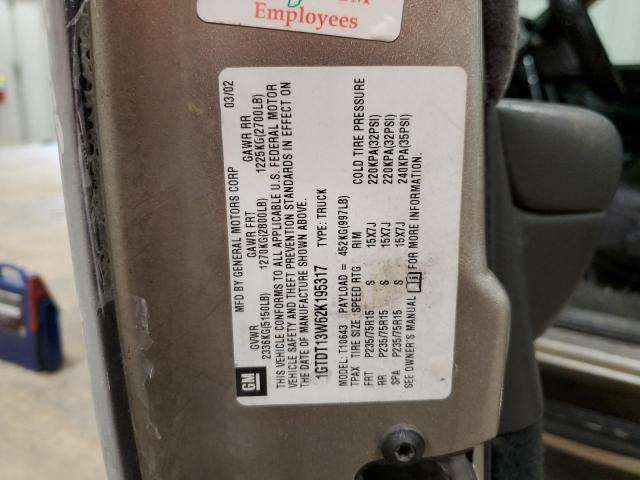 M
Employees
03/02
MFD BY GENERAL MOTORS CORP
GVWR GAWR FRT GAWR RR
2336KG(5150LB) 1270KG(2800LB) 1225KG(2700LB)
THIS VEHICLE CONFORMS TO ALL APPLICABLE U.S. FEDERAL MOTOR
VEHICLE SAFETY AND THEFT PREVENTION STANDARDS IN EFFECT ON
THE DATE OF MANUFACTURE SHOWN ABOVE.
1GTDT13W62K195317 TYPE: TRUCK
MODEL: T10643 PAYLOAD = 452KG(997LB)
TPAX TIRE SIZE SPEED RTG RIM COLD TIRE PRESSURE
FRT P235/75R15 S 15X7J 220KPA(32PSI)
RR P235/75R15 S 15X7J 220KPA(32PSI)
SPA P235/75R15 S 15X7J 240KPA(35PSI)
SEE OWNER'S MANUAL FOR MORE INFORMATION.
GM